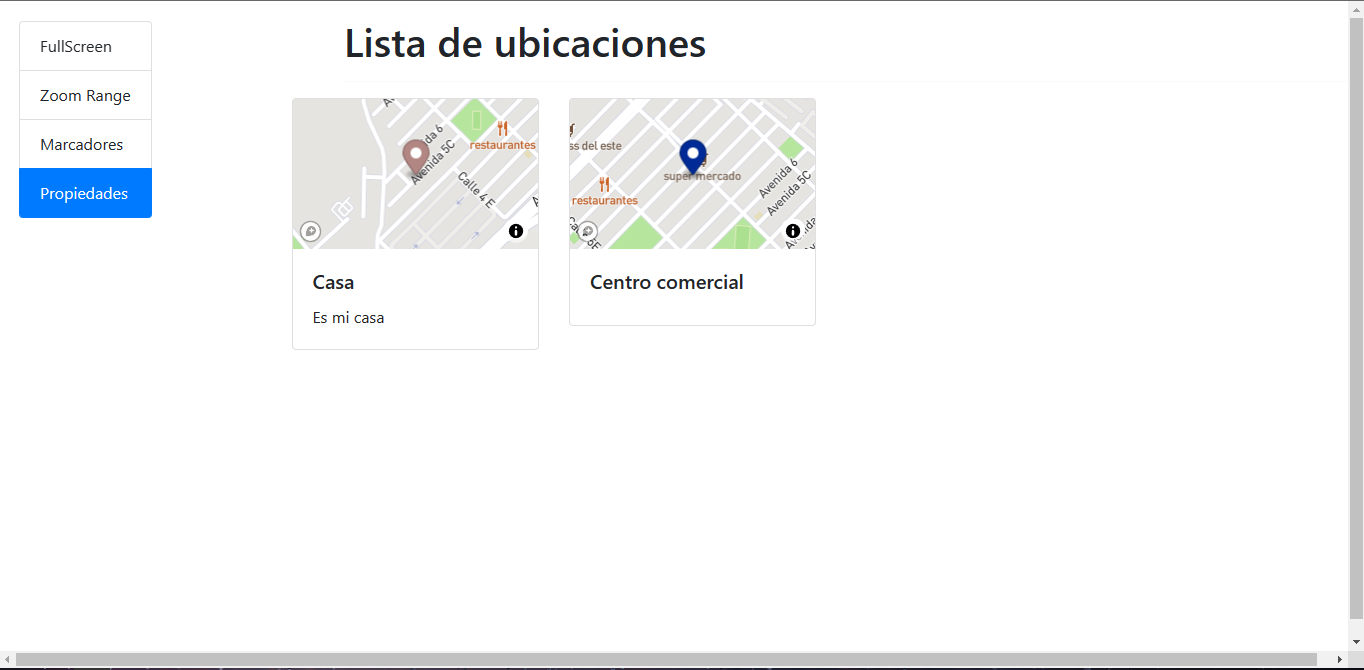 FullScreen
Zoom Range
Marcadores
Propiedades
Lista de ubicaciones
Avenida 6
Avenida 5C
restaurantes
Calle 4 E
Casa
Es mi casa
ss del este
super mercado
restaurantes
Avenida 6
Avenida 5C
Centro comercial